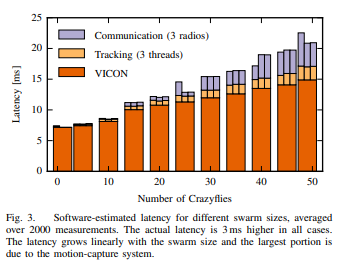 25
20
15
10
5
0
Latency [ms]
Communication (3 radios)
Tracking (3 threads)
VICON
0 10 20 30 40 50
Number of Crazyflies
Fig. 3. Software-estimated latency for different swarm sizes, averaged
over 2000 measurements. The actual latency is 3 ms higher in all cases.
The latency grows linearly with the swarm size and the largest portion is
due to the motion-capture system.